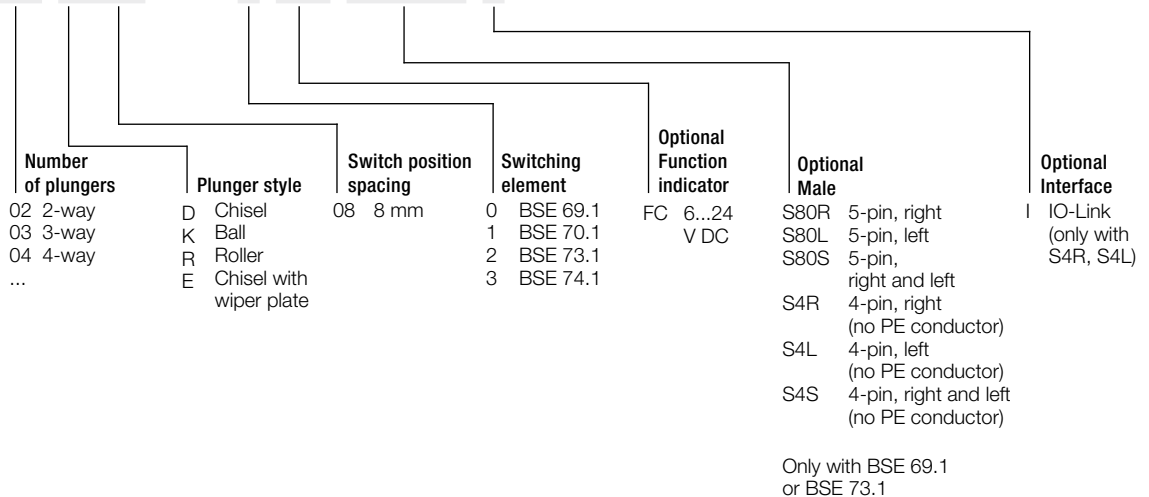 Number
of plungers
02 2-way
03 3-way
04 4-way
...
Plunger style
D Chisel
K Ball
R Roller
E Chisel with
wiper plate
Switch position
spacing
08 8 mm
Switching
element
0 BSE 69.1
1 BSE 70.1
2 BSE 73.1
3 BSE 74.1
Optional
Function
indicator
FC 6...24
V DC
Optional
Male
S80R 5-pin, right
S80L 5-pin, left
S80S 5-pin,
right and left
S4R 4-pin, right
(no PE conductor)
S4L 4-pin, left
(no PE conductor)
S4S 4-pin, right and left
(no PE conductor)
Only with BSE 69.1
or BSE 73.1
Optional
Interface
I IO-Link
(only with
S4R, S4L)